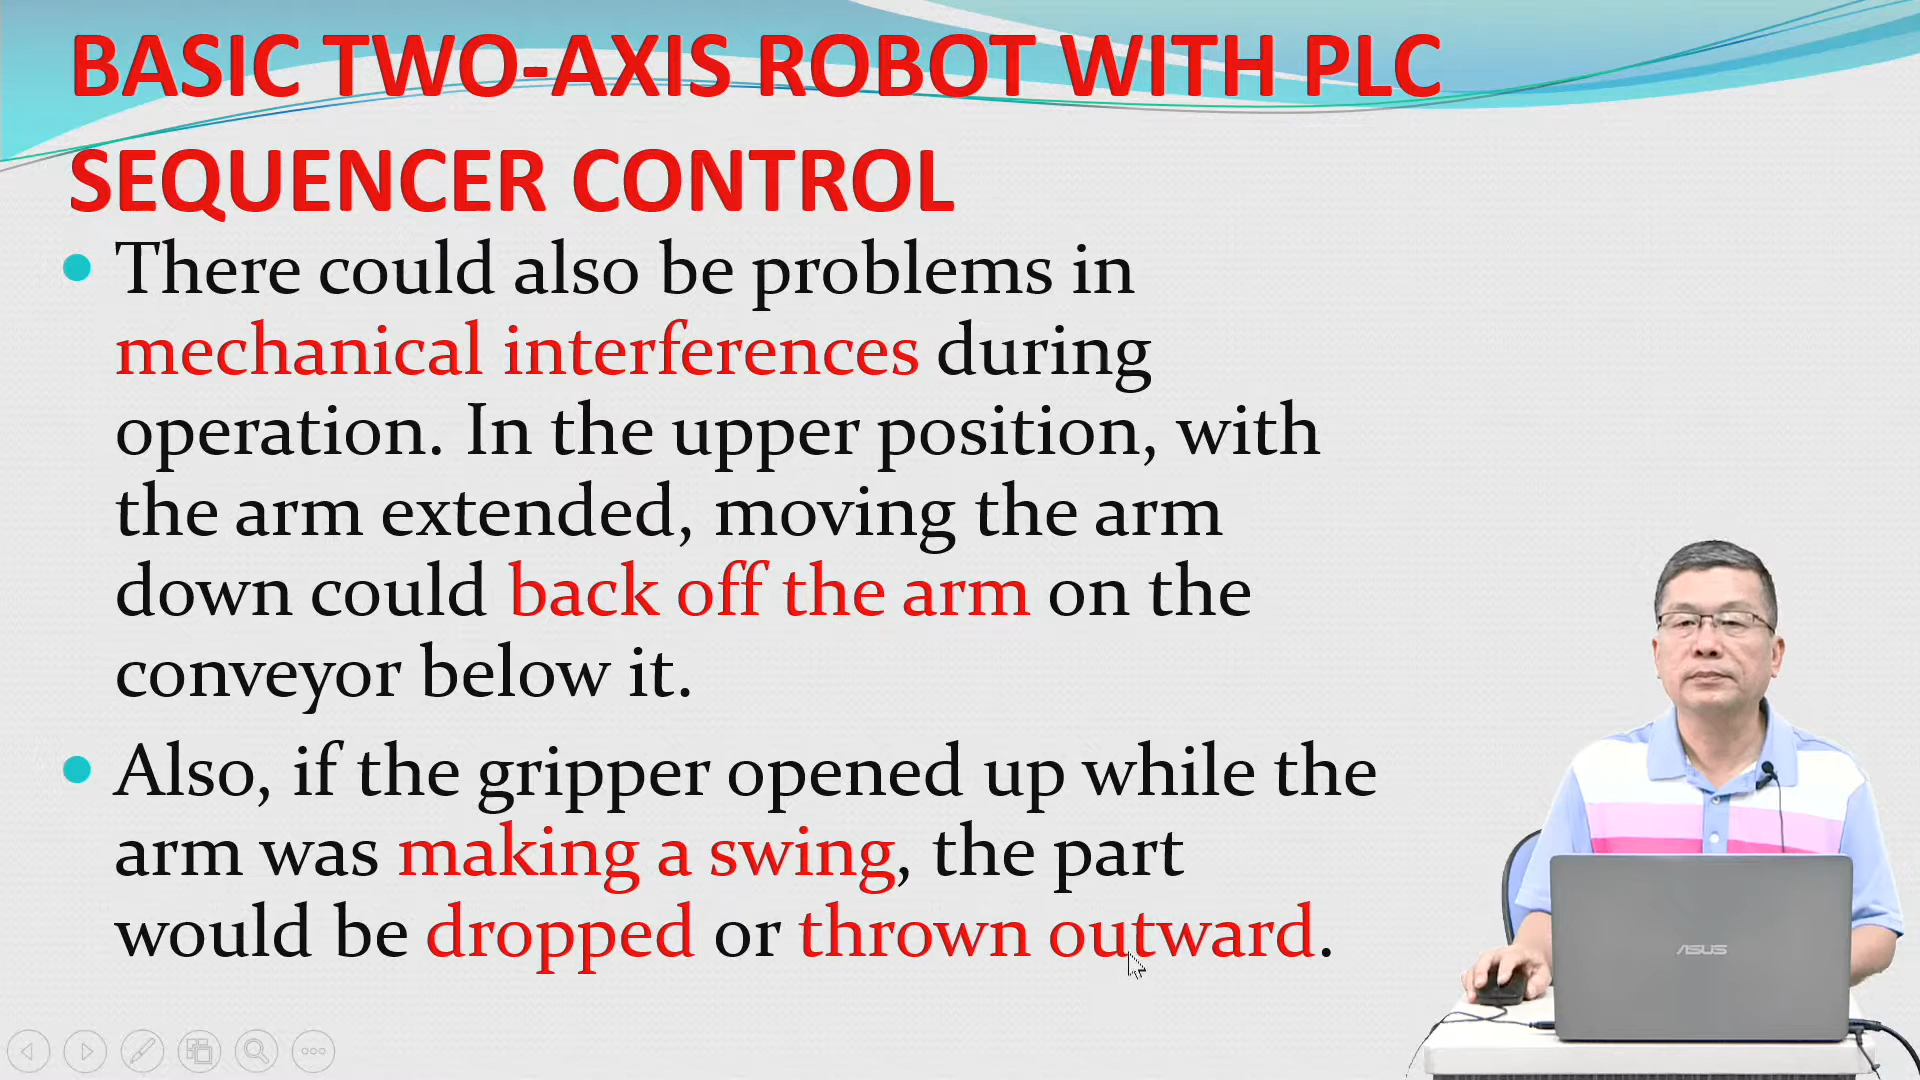 BASIC TWO-AXIS ROBOT WITH PLC
SEQUENCER CONTROL
There could also be problems in
mechanical interferences during
operation. In the upper position, with
the arm extended, moving the arm
down could back off the arm on the
conveyor below it.
Also, if the gripper opened up while the
arm was making a swing, the part
would be dropped or thrown outward.
ASUS